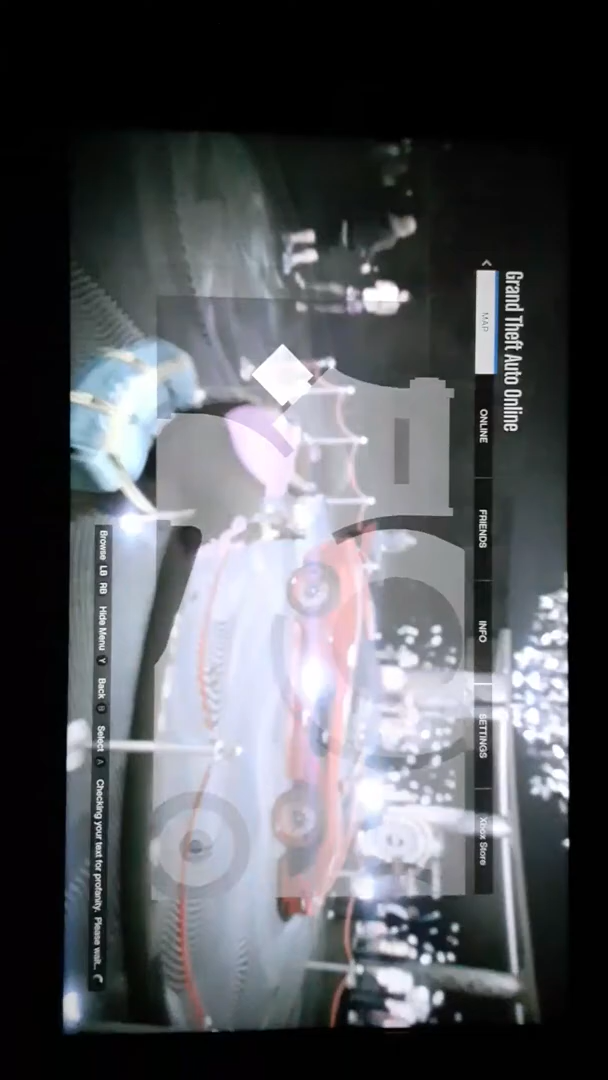 Grand Theft Auto Online
< MAP ONLINE FRIENDS INFO SETTINGS Xbox Store
Browse LB RB Hide Menu Y Back B Select A Checking your text for profanity. Please wait..